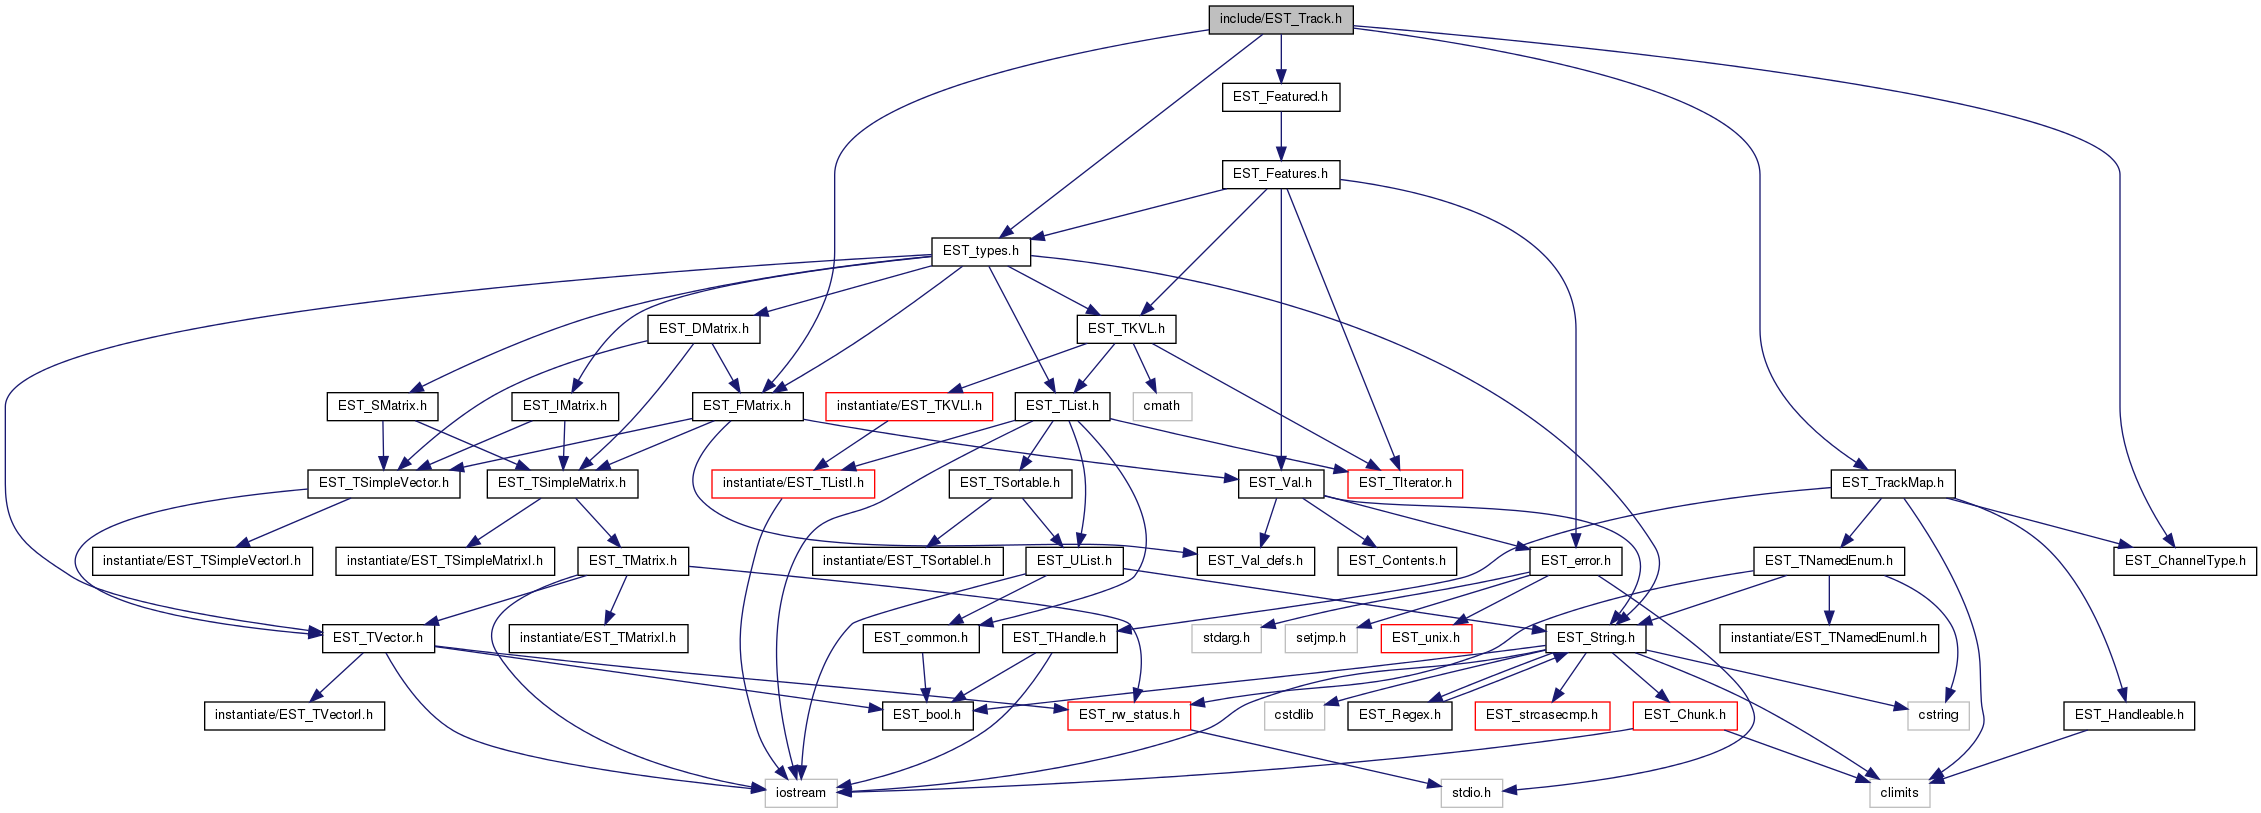 include/EST_Track.h
EST_Featured.h
EST_Features.h
EST_types.h
EST_DMatrix.h
EST_TKVL.h
EST_SMatrix.h
EST_IMatrix.h
EST_FMatrix.h
instantiate/EST_TKVLI.h
EST_TList.h
cmath
EST_TSimpleVector.h
EST_TSimpleMatrix.h
instantiate/EST_TListI.h
EST_TSortable.h
EST_Val.h
EST_TIterator.h
EST_TrackMap.h
instantiate/EST_TSimpleVectorI.h
instantiate/EST_TSimpleMatrixI.h
EST_TMatrix.h
instantiate/EST_TSortableI.h
EST_UList.h
EST_Val_defs.h
EST_Contents.h
EST_error.h
EST_TNamedEnum.h
EST_ChannelType.h
EST_TVector.h
instantiate/EST_TMatrixI.h
EST_common.h
EST_THandle.h
stdarg.h
setjmp.h
EST_unix.h
EST_String.h
instantiate/EST_TNamedEnumI.h
instantiate/EST_TVectorI.h
EST_bool.h
EST_rw_status.h
cstdlib
EST_Regex.h
EST_strcasecmp.h
EST_Chunk.h
cstring
EST_Handleable.h
iostream
stdio.h
climits